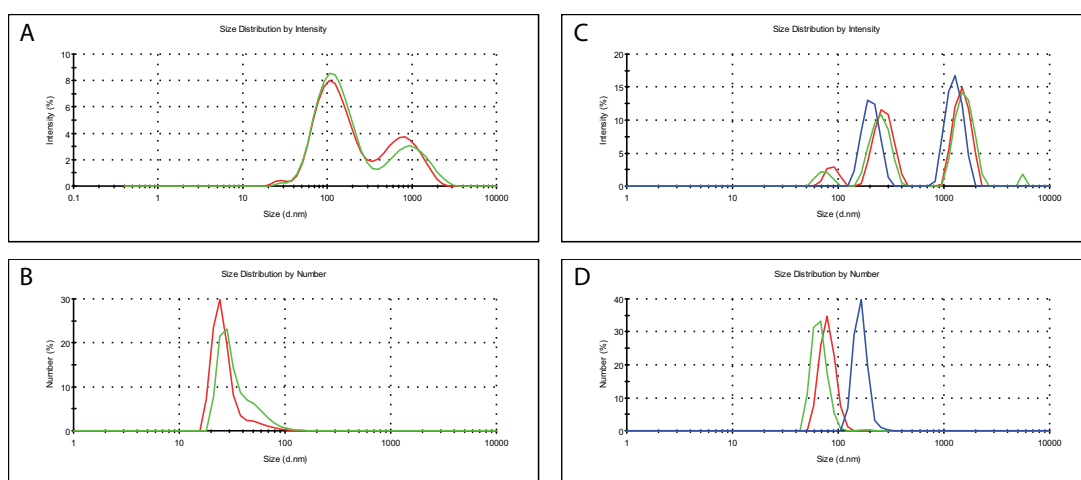 A
Size Distribution by Intensity
10
8
6
4
2
0
Intensity (%)
0.1 1 10 100 1000 10000
Size (d.nm)
C
Size Distribution by Intensity
20
15
10
5
0
Intensity (%)
1 10 100 1000 10000
Size (d.nm)
B
Size Distribution by Number
30
20
10
0
Number (%)
1 10 100 1000 10000
Size (d.nm)
D
Size Distribution by Number
40
30
20
10
0
Number (%)
1 10 100 1000 10000
Size (d.nm)